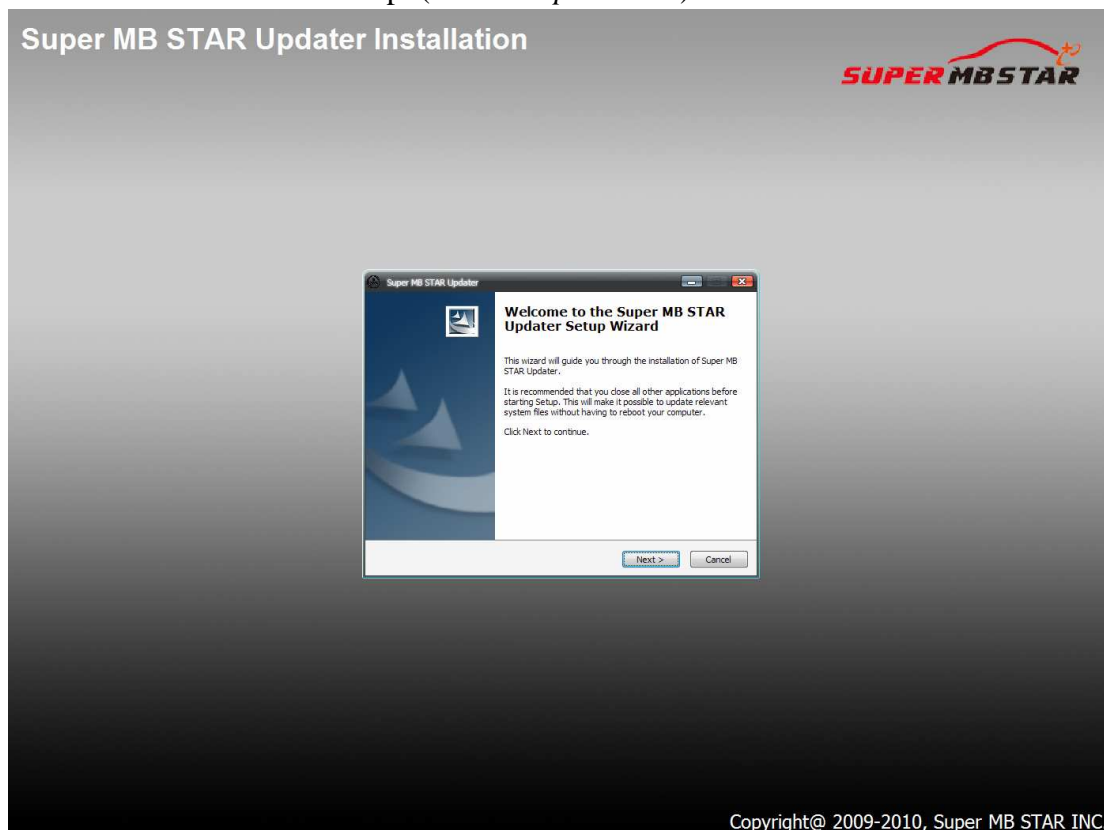 Super MB STAR Updater Installation
SUPER MBSTAR
Super MB STAR Updater
Welcome to the Super MB STAR
Updater Setup Wizard
This wizard will guide you through the installation of Super MB
STAR Updater.
It is recommended that you close all other applications before
starting Setup. This will make it possible to update relevant
system files without having to reboot your computer.
Click Next to continue.
Next >
Cancel
Copyright@ 2009-2010, Super MB STAR INC